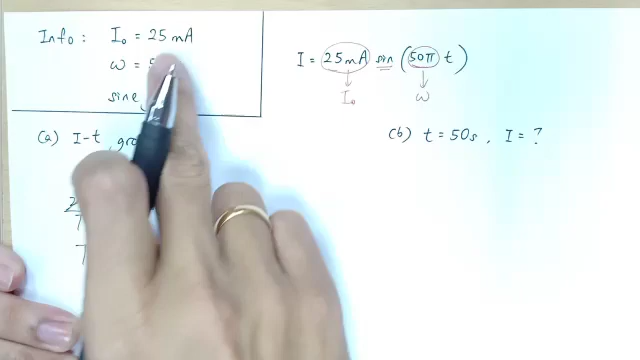 Info : I₀ = 25 mA
ω =
sine
I = 25 mA sin (50π t)
I₀ ω
(a) I-t
(b) t = 50s , I = ?